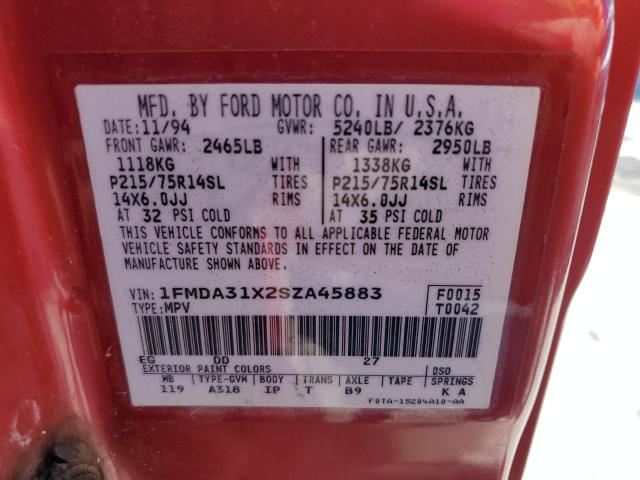 MFD. BY FORD MOTOR CO. IN U.S.A.
DATE: 11/94 GVWR: 5240LB/ 2376KG
FRONT GAWR: 2465LB REAR GAWR: 2950LB
1118KG WITH 1338KG WITH
P215/75R14SL TIRES P215/75R14SL TIRES
14X6.0JJ RIMS 14X6.0JJ RIMS
AT 32 PSI COLD AT 35 PSI COLD
THIS VEHICLE CONFORMS TO ALL APPLICABLE FEDERAL MOTOR
VEHICLE SAFETY STANDARDS IN EFFECT ON THE DATE OF
MANUFACTURE SHOWN ABOVE.
VIN: 1FMDA31X2SZA45883 F0015
TYPE: MPV T0042
EG DD 27
EXTERIOR PAINT COLORS DSO
WB TYPE-GVW BODY TRANS AXLE TAPE SPRINGS
119 A318 IP T B9 K A
F0TA-15204A10-AA